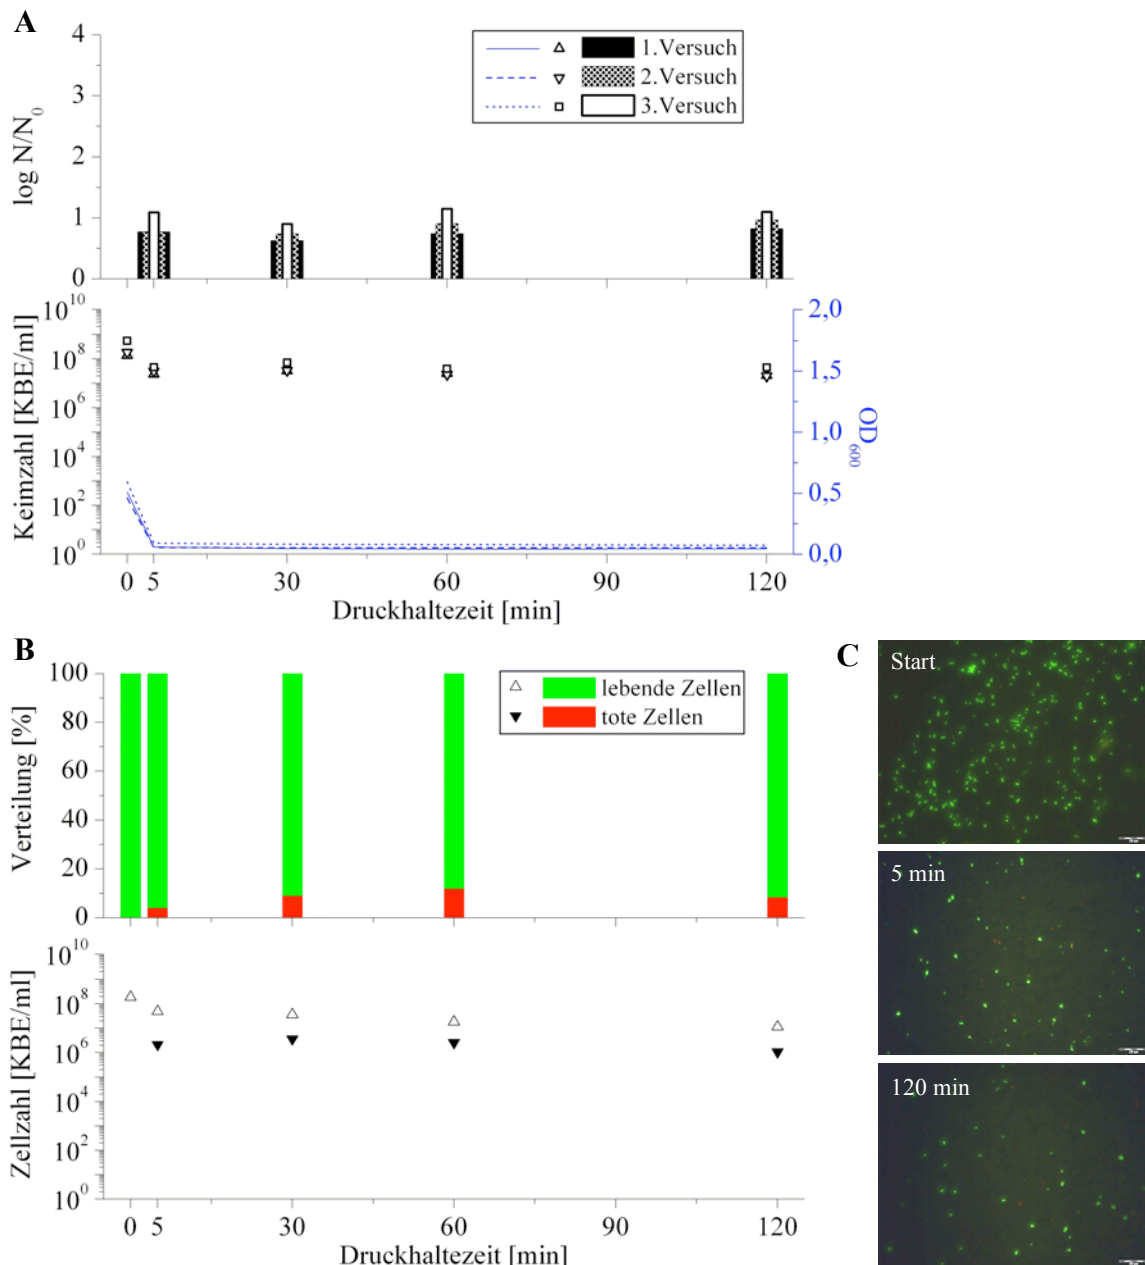 A
4
3
2
1
0
log N/N0
1.Versuch
2.Versuch
3.Versuch
10^10
10^8
10^6
10^4
10^2
10^0
Keimzahl [KBE/ml]
2,0
1,5
1,0
0,5
0,0
OD600
0 5 30 60 90 120
Druckhaltezeit [min]
B
100
80
60
40
20
0
Verteilung [%]
lebende Zellen
tote Zellen
10^10
10^8
10^6
10^4
10^2
10^0
Zellzahl [KBE/ml]
0 5 30 60 90 120
Druckhaltezeit [min]
C
Start
5 min
120 min